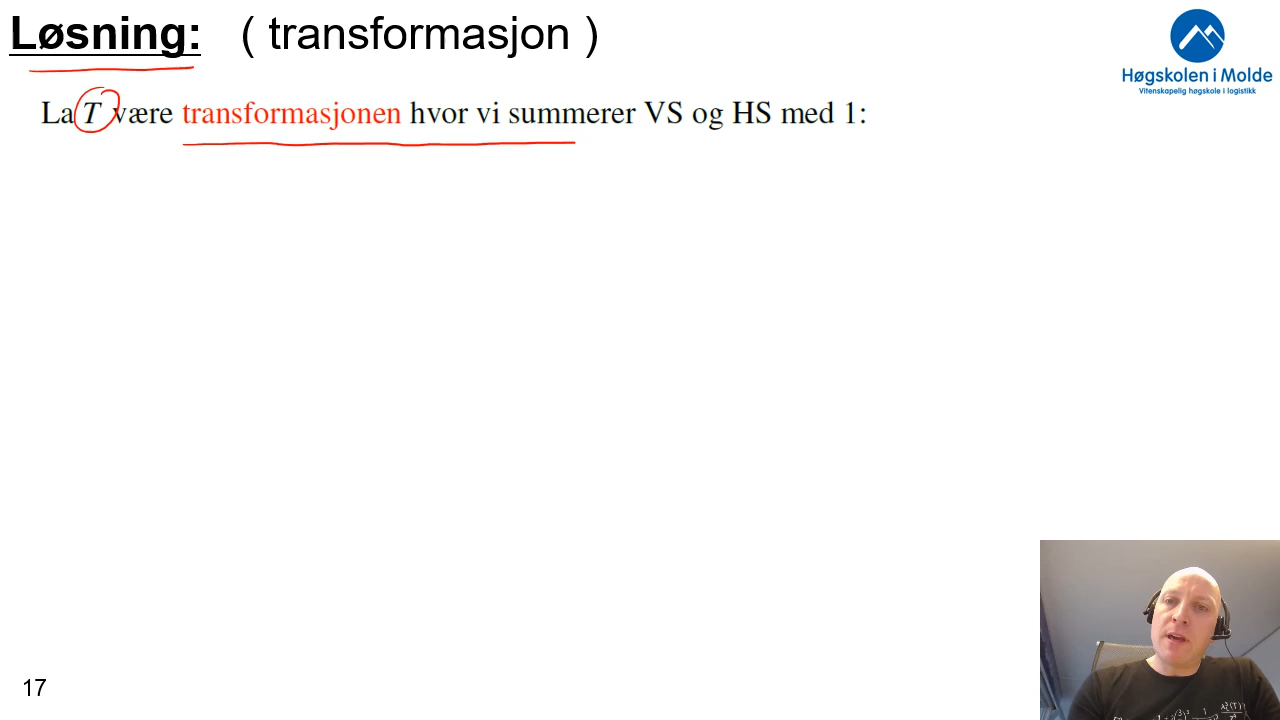 Løsning: ( transformasjon )
Høgskolen i Molde
Vitenskapelig høgskole i logistikk
La T være transformasjonen hvor vi summerer VS og HS med 1:
17